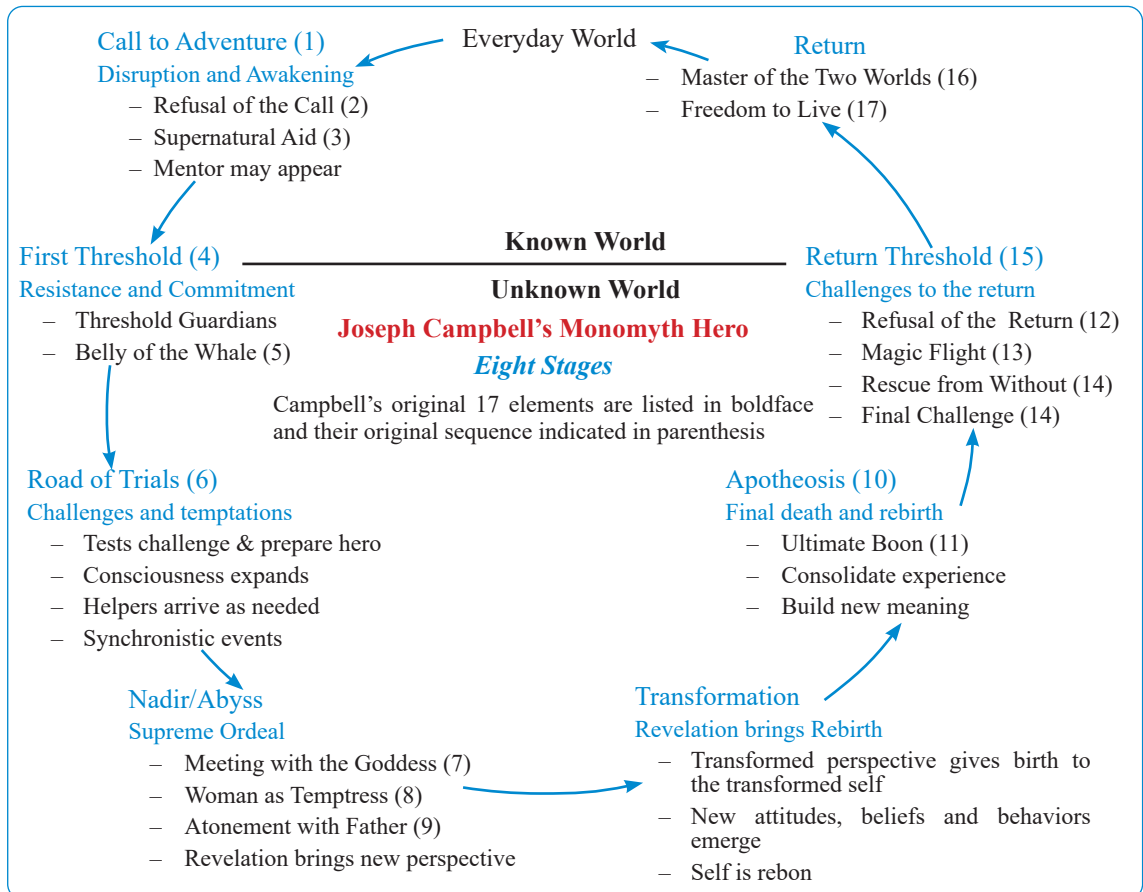 Everyday World
Call to Adventure (1)
Disruption and Awakening
– Refusal of the Call (2)
– Supernatural Aid (3)
– Mentor may appear
First Threshold (4)
Resistance and Commitment
– Threshold Guardians
– Belly of the Whale (5)
Road of Trials (6)
Challenges and temptations
– Tests challenge & prepare hero
– Consciousness expands
– Helpers arrive as needed
– Synchronistic events
Nadir/Abyss
Supreme Ordeal
– Meeting with the Goddess (7)
– Woman as Temptress (8)
– Atonement with Father (9)
– Revelation brings new perspective
Transformation
Revelation brings Rebirth
– Transformed perspective gives birth to
the transformed self
– New attitudes, beliefs and behaviors
emerge
– Self is rebon
Apotheosis (10)
Final death and rebirth
– Ultimate Boon (11)
– Consolidate experience
– Build new meaning
Return Threshold (15)
Challenges to the return
– Refusal of the Return (12)
– Magic Flight (13)
– Rescue from Without (14)
– Final Challenge (14)
Return
– Master of the Two Worlds (16)
– Freedom to Live (17)
Known World
Unknown World
Joseph Campbell's Monomyth Hero
Eight Stages
Campbell's original 17 elements are listed in boldface
and their original sequence indicated in parenthesis